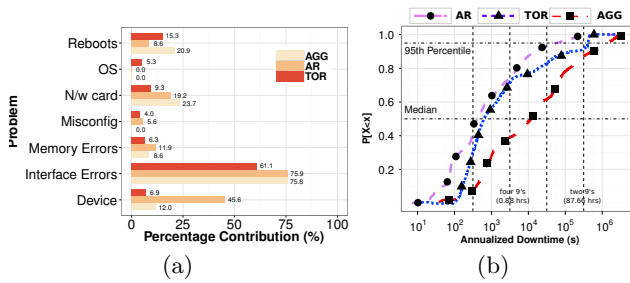 AR TOR AGG
Reboots 15.3 8.6 20.9
OS 5.3 0.0 0.0
N/w card 9.3 19.2 23.7
Misconfig 4.0 5.6 0.0
Memory Errors 6.3 11.9 8.6
Interface Errors 61.1 75.9 75.8
Device 6.9 45.6 12.0
AGG
AR
TOR
Problem
0 25 50 75 100
Percentage Contribution (%)
(a)
P[X<x]
1.0
0.8
0.6
0.4
0.2
95th Percentile
Median
four 9's
(0.88 hrs)
two 9's
(87.66 hrs)
10¹ 10² 10³ 10⁴ 10⁵ 10⁶
Annualized Downtime (s)
(b)